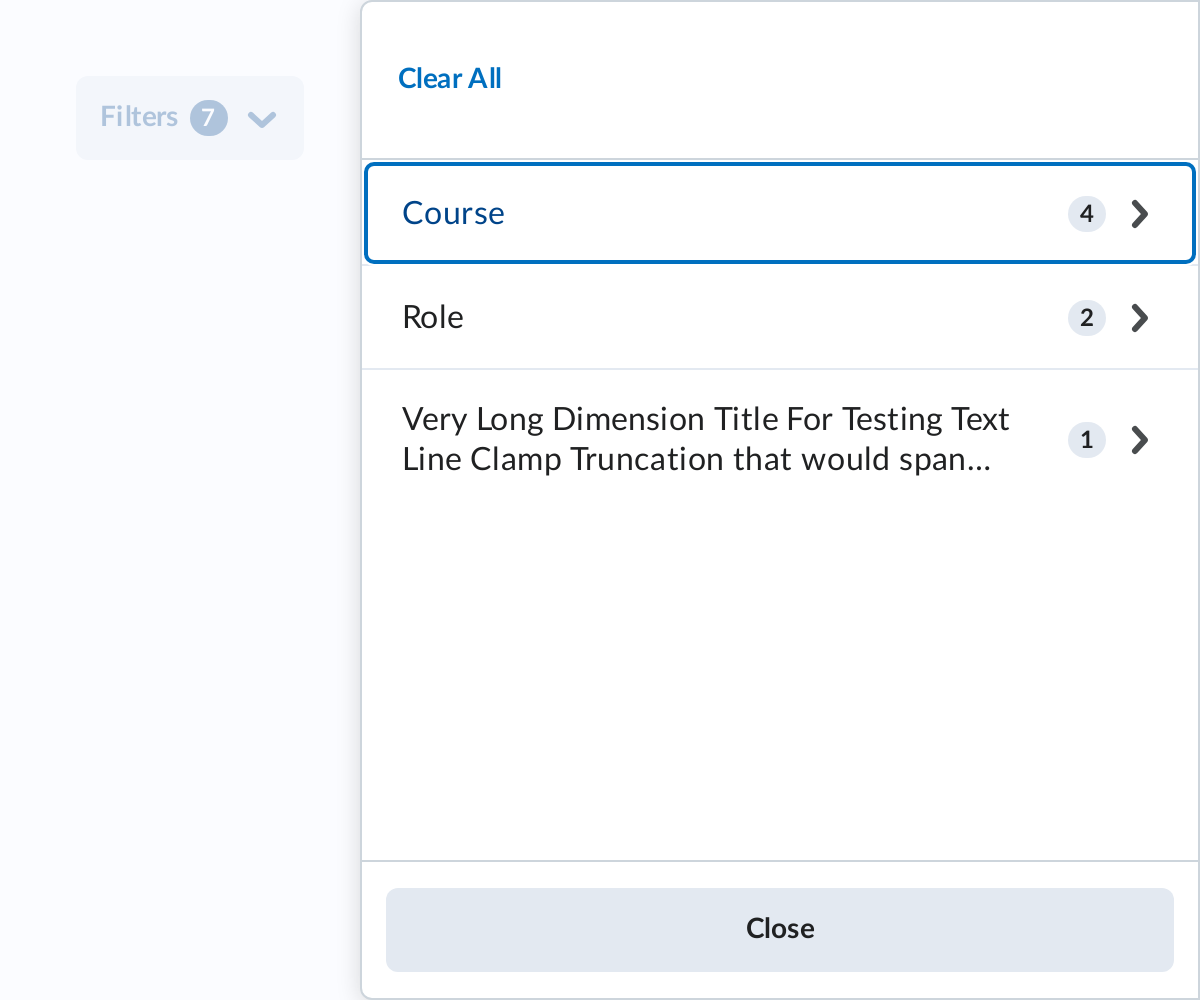 Filters 7
Clear All
Course 4
Role 2
Very Long Dimension Title For Testing Text
Line Clamp Truncation that would span...
1
Close